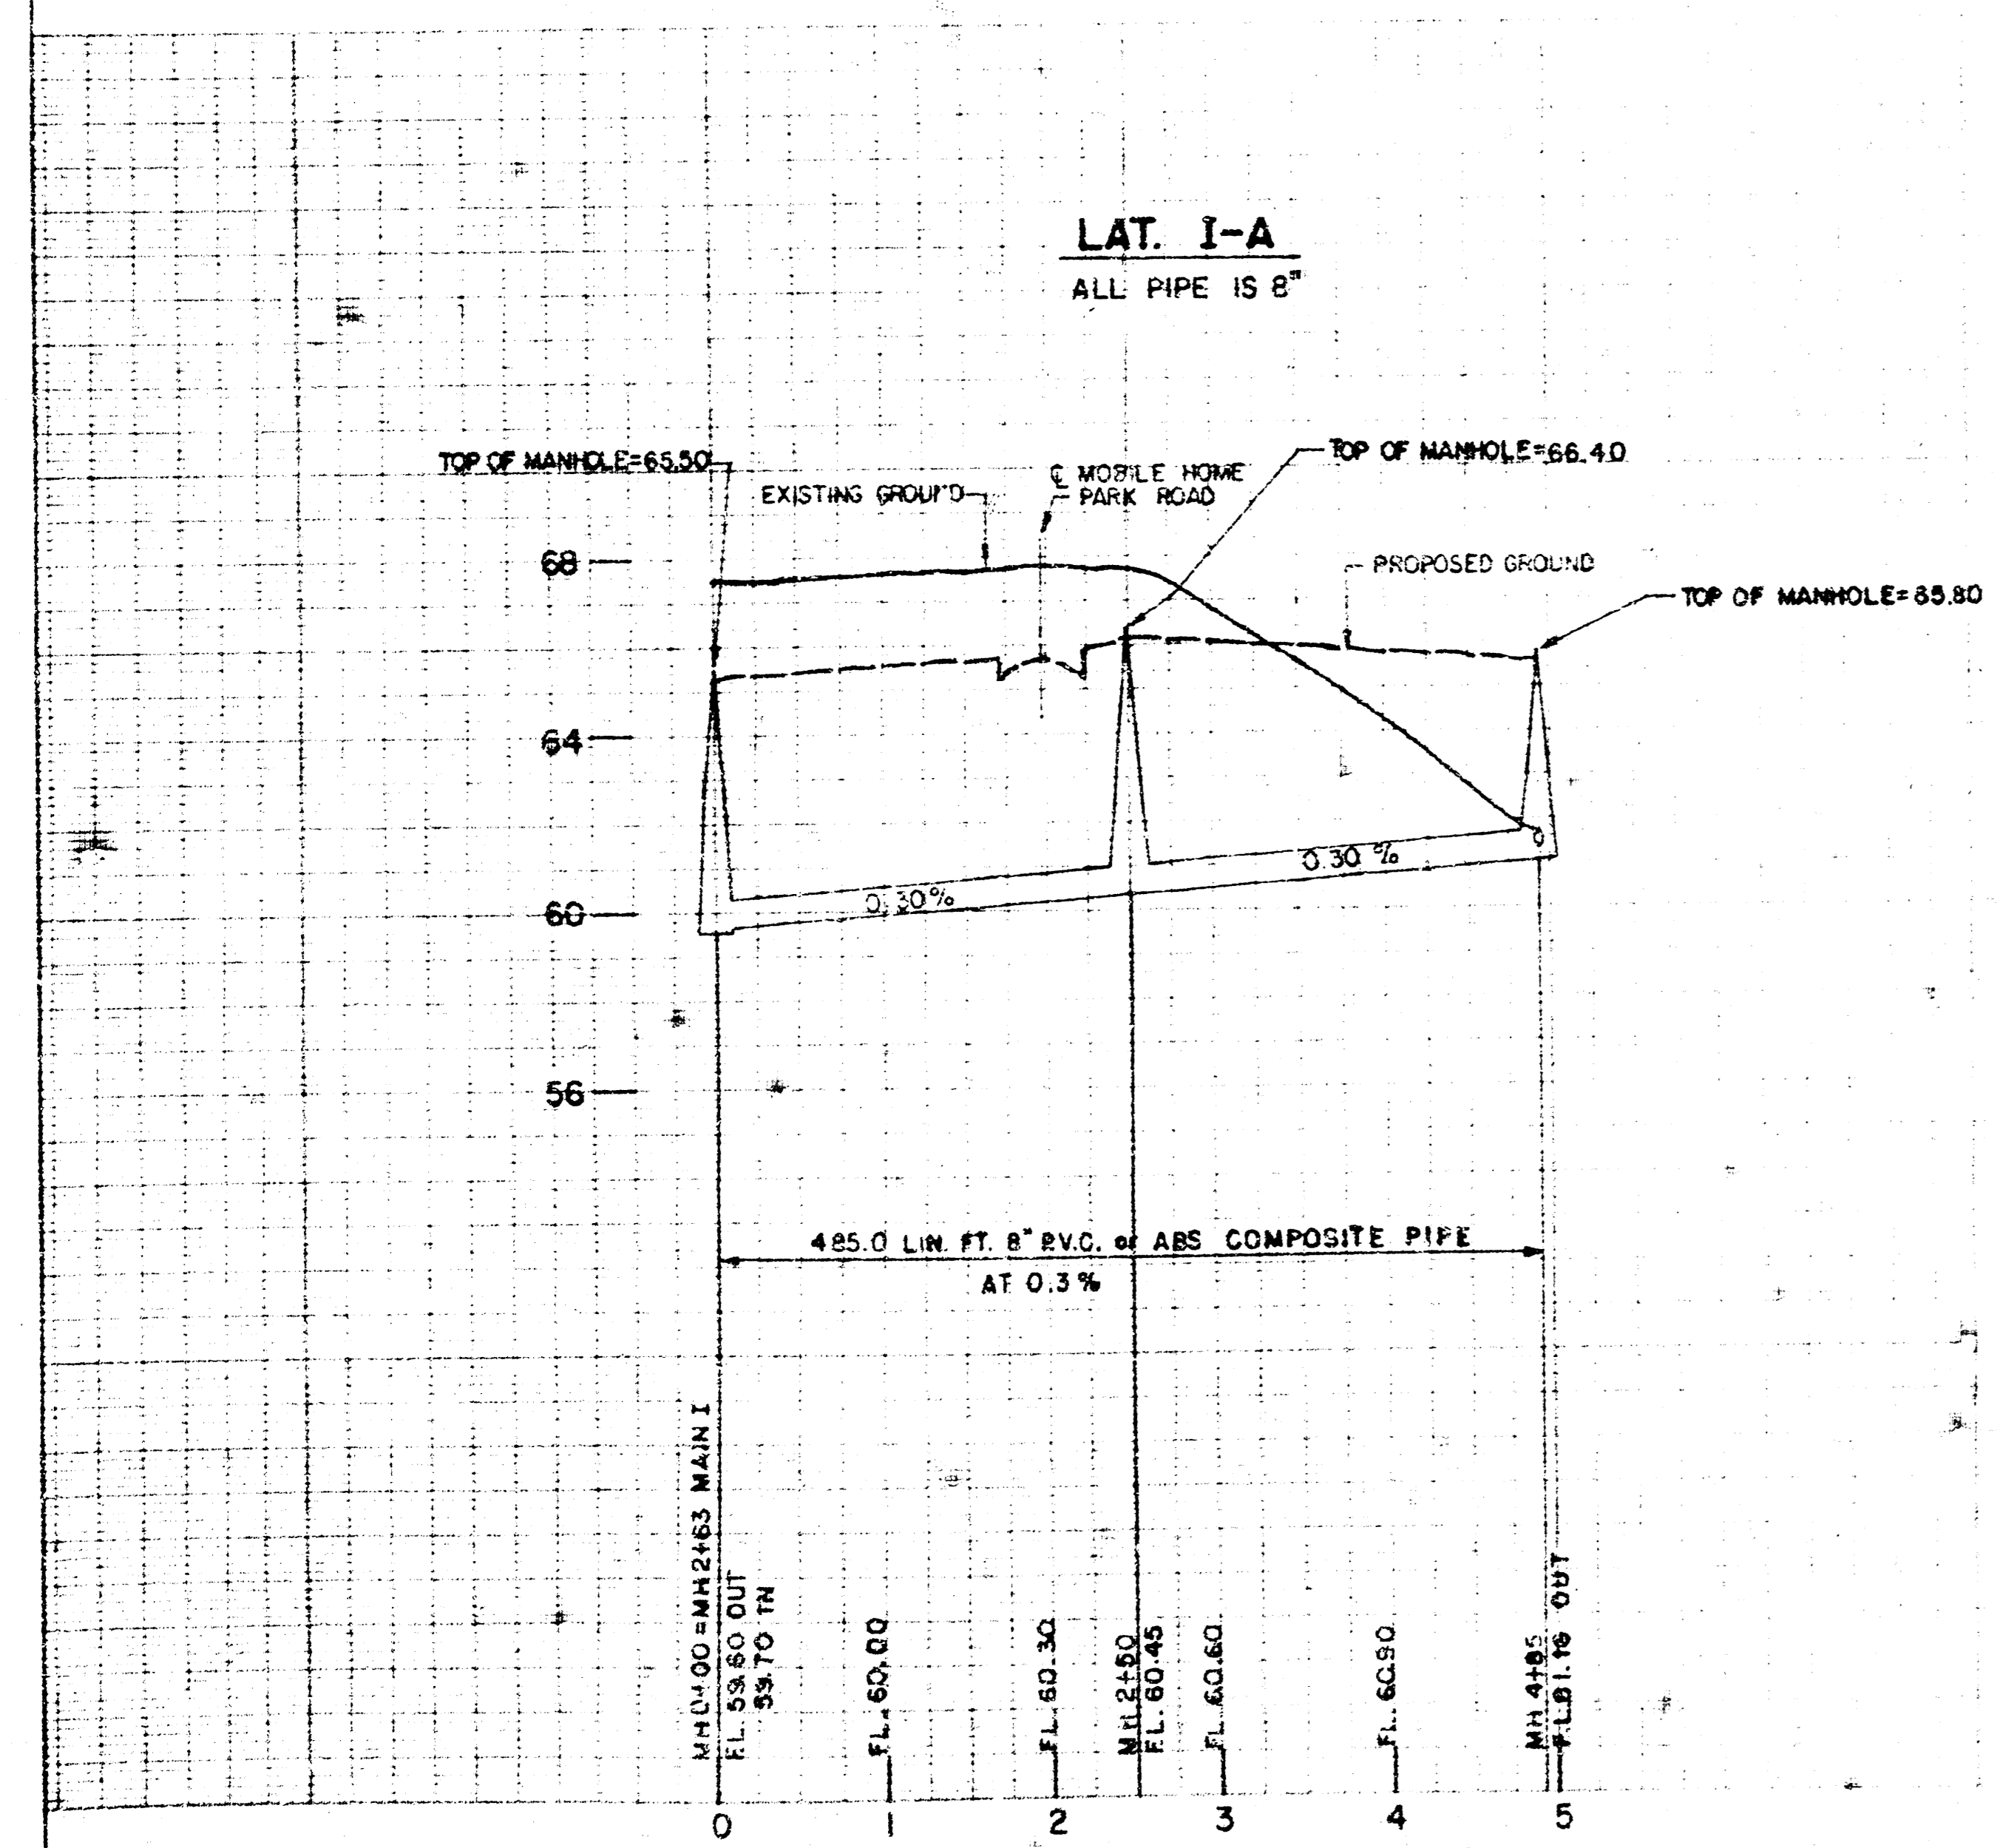 LAT. I-A
ALL PIPE IS 8"
TOP OF MANHOLE=65.50
EXISTING GROUND
℄ MOBILE HOME
PARK ROAD
TOP OF MANHOLE=66.40
68
PROPOSED GROUND
TOP OF MANHOLE=65.80
64
0.30%
0.30 %
60
56
485.0 LIN. FT. 8" P.V.C. or ABS COMPOSITE PIPE
AT 0.3%
MH 0+00 = MH 2+63 MAIN I
FL. 59.60 OUT
59.70 IN
FL. 60.00
FL. 60.30
MH 2+50
FL. 60.45
FL. 60.60
FL. 60.90
MH 4+85
FL. 61.16 OUT
0 1 2 3 4 5